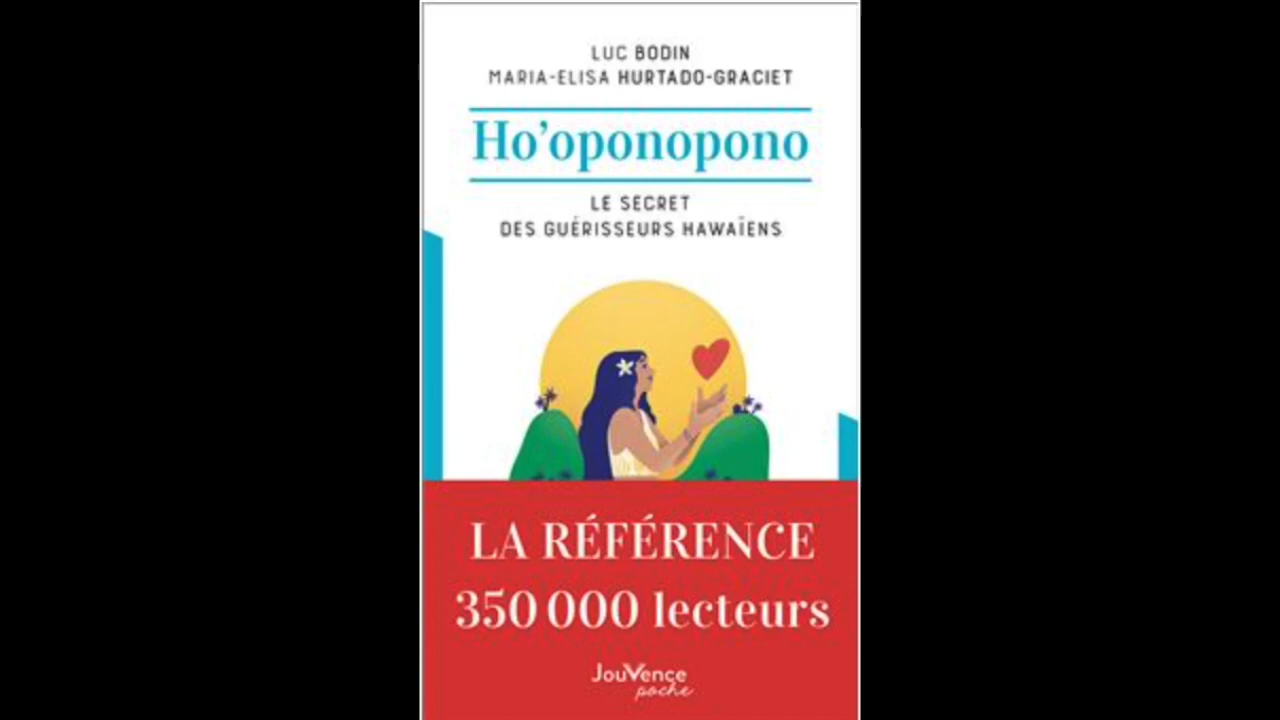 LUC BODIN
MARIA-ELISA HURTADO-GRACIET
Ho'oponopono
LE SECRET
DES GUÉRISSEURS HAWAÏENS
LA RÉFÉRENCE
350 000 lecteurs
JouVence
poche